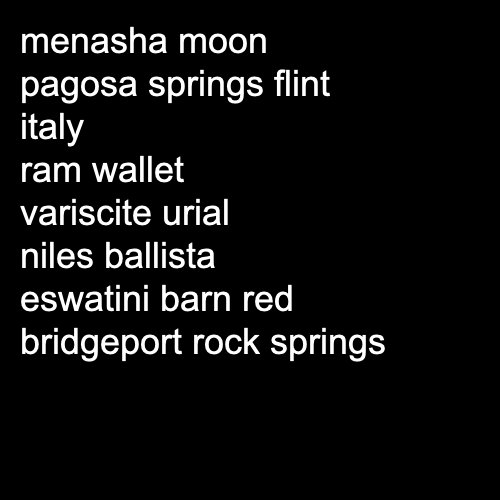 menasha moon
pagosa springs flint
italy
ram wallet
variscite urial
niles ballista
eswatini barn red
bridgeport rock springs